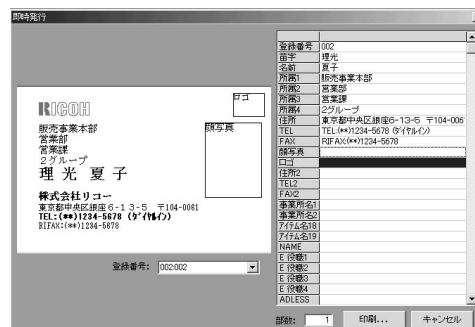 即時発行
RICOH
ロゴ
顔写真
販売事業本部
営業部
営業課
2グループ
理光 夏子
株式会社リコー
東京都中央区銀座6-13-5 〒104-0061
TEL:(**)1234-5678 (ダイヤルイン)
RIFAX:(**)1234-5678
登録番号: 002:002
登録番号 002
苗字 理光
名前 夏子
所属1 販売事業本部
所属2 営業部
所属3 営業課
所属4 2グループ
住所 東京都中央区銀座6-13-5 〒104-006
TEL TEL:(**)1234-5678 (ダイヤルイン)
FAX RIFAX:(**)1234-5678
顔写真
ロゴ
住所2
TEL2
FAX2
事業所名1
事業所名2
アイテム名18
アイテム名19
NAME
E 役職1
E 役職2
E 役職3
E 役職4
ADLESS
部数: 1 印刷... キャンセル